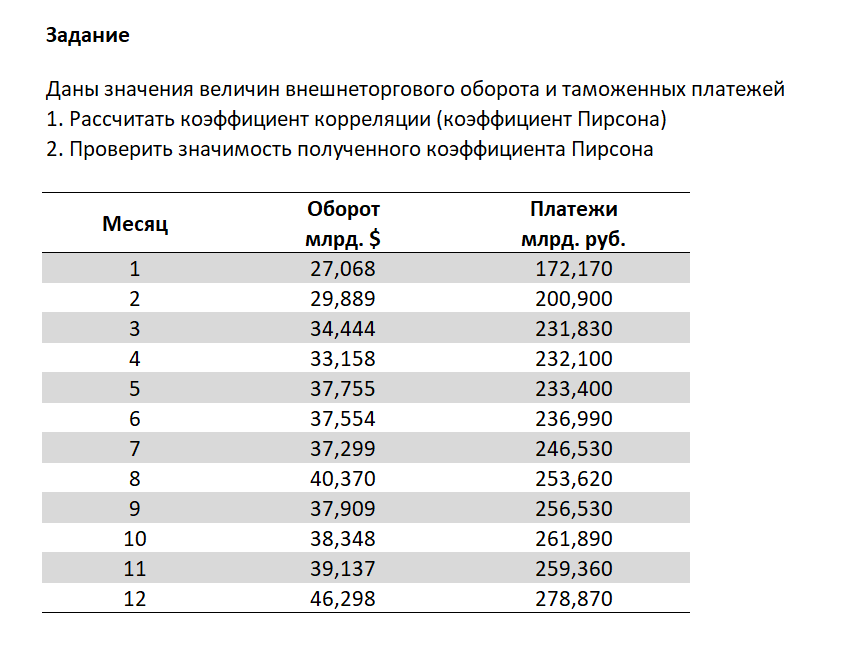 Задание
Даны значения величин внешнеторгового оборота и таможенных платежей
1. Рассчитать коэффициент корреляции (коэффициент Пирсона)
2. Проверить значимость полученного коэффициента Пирсона
Месяц Оборот млрд. $ Платежи млрд. руб.
1 27,068 172,170
2 29,889 200,900
3 34,444 231,830
4 33,158 232,100
5 37,755 233,400
6 37,554 236,990
7 37,299 246,530
8 40,370 253,620
9 37,909 256,530
10 38,348 261,890
11 39,137 259,360
12 46,298 278,870